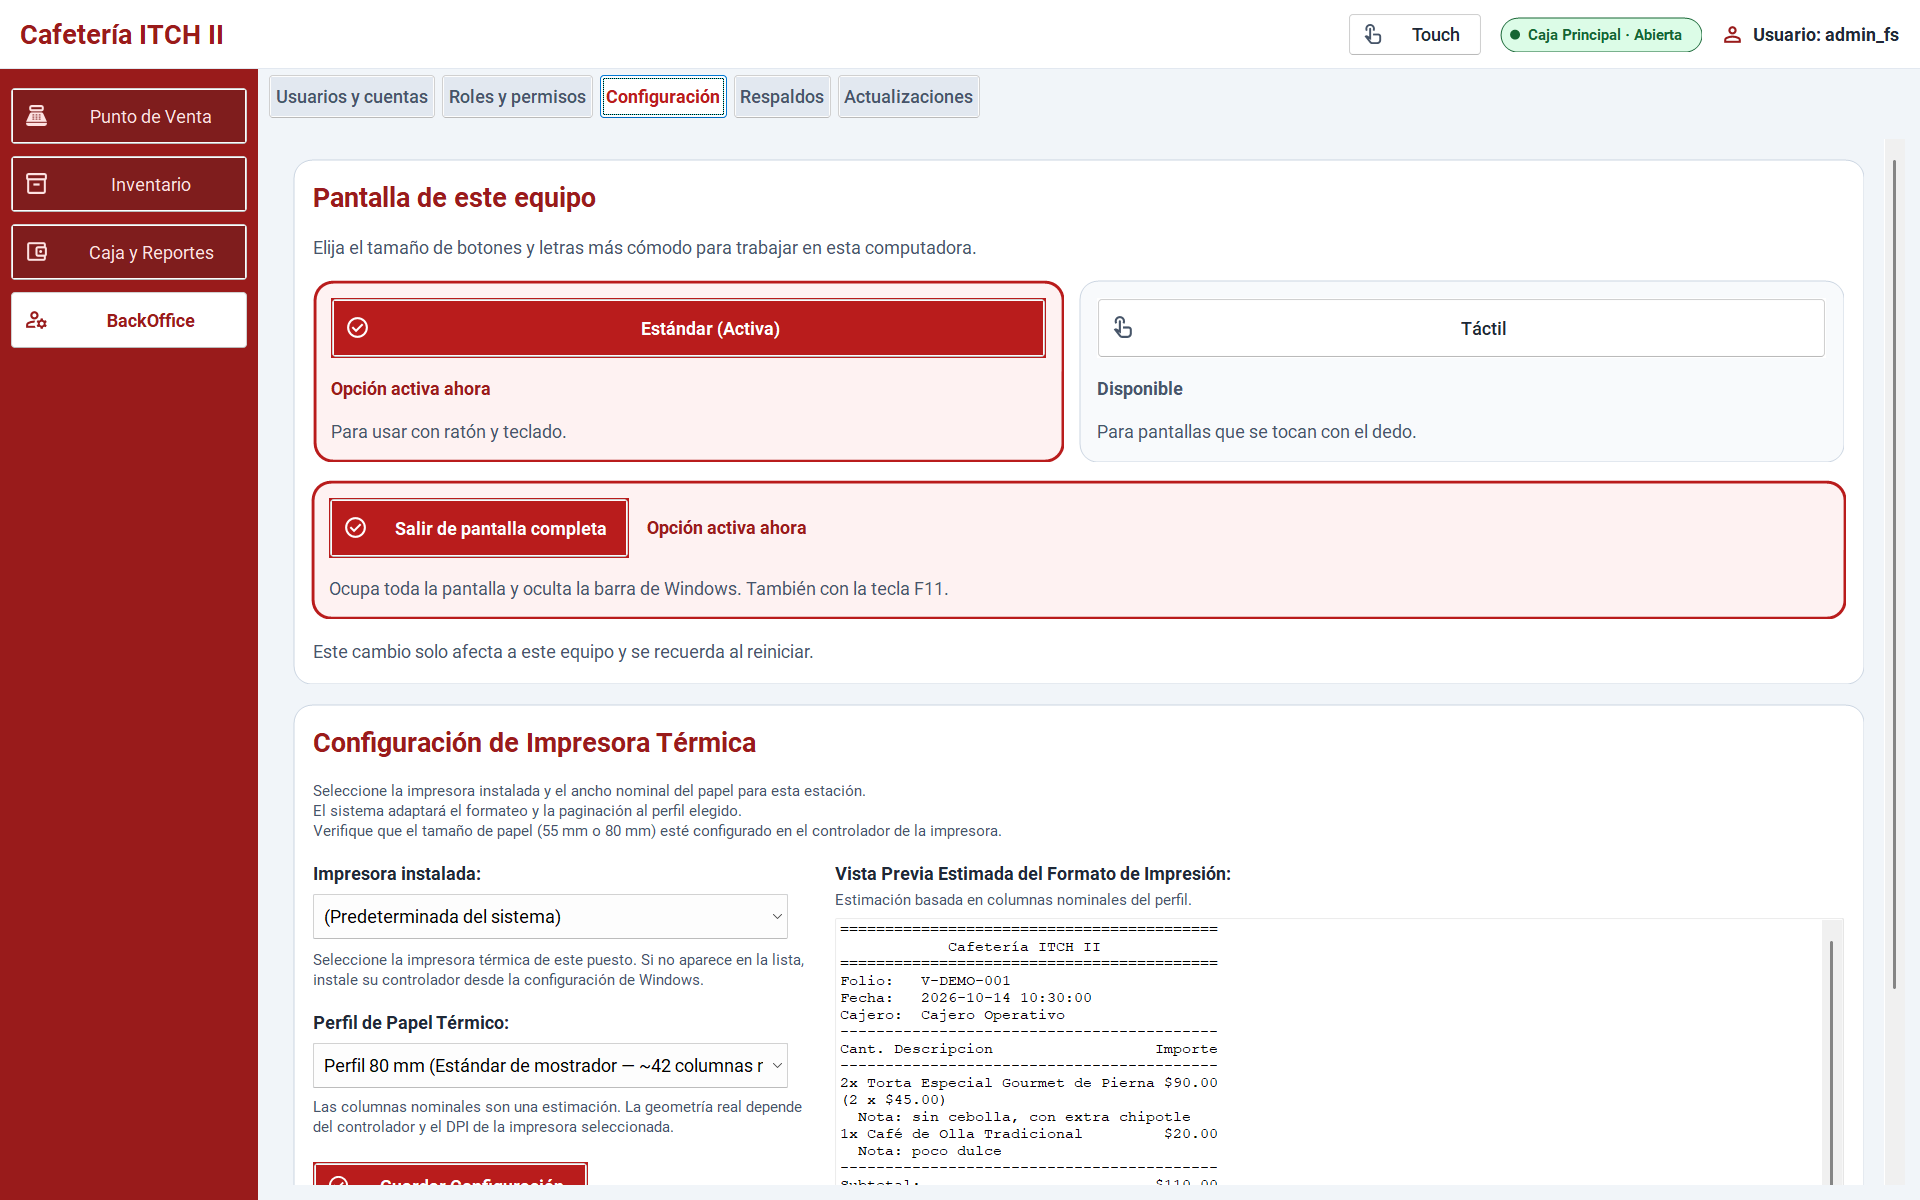 Cafetería ITCH II
Touch
Caja Principal · Abierta
Usuario: admin_fs
Punto de Venta
Inventario
Caja y Reportes
BackOffice
Usuarios y cuentas
Roles y permisos
Configuración
Respaldos
Actualizaciones
Pantalla de este equipo
Elija el tamaño de botones y letras más cómodo para trabajar en esta computadora.
Estándar (Activa)
Opción activa ahora
Para usar con ratón y teclado.
Táctil
Disponible
Para pantallas que se tocan con el dedo.
Salir de pantalla completa
Opción activa ahora
Ocupa toda la pantalla y oculta la barra de Windows. También con la tecla F11.
Este cambio solo afecta a este equipo y se recuerda al reiniciar.
Configuración de Impresora Térmica
Seleccione la impresora instalada y el ancho nominal del papel para esta estación.
El sistema adaptará el formateo y la paginación al perfil elegido.
Verifique que el tamaño de papel (55 mm o 80 mm) esté configurado en el controlador de la impresora.
Impresora instalada:
(Predeterminada del sistema)
Seleccione la impresora térmica de este puesto. Si no aparece en la lista,
instale su controlador desde la configuración de Windows.
Perfil de Papel Térmico:
Perfil 80 mm (Estándar de mostrador — ~42 columnas r
Las columnas nominales son una estimación. La geometría real depende
del controlador y el DPI de la impresora seleccionada.
Guardar Configuración
Vista Previa Estimada del Formato de Impresión:
Estimación basada en columnas nominales del perfil.
==========================================
Cafetería ITCH II
==========================================
Folio: V-DEMO-001
Fecha: 2026-10-14 10:30:00
Cajero: Cajero Operativo
------------------------------------------
Cant. Descripcion Importe
------------------------------------------
2x Torta Especial Gourmet de Pierna $90.00
(2 x $45.00)
Nota: sin cebolla, con extra chipotle
1x Café de Olla Tradicional $20.00
Nota: poco dulce
------------------------------------------
Subtotal: $110.00